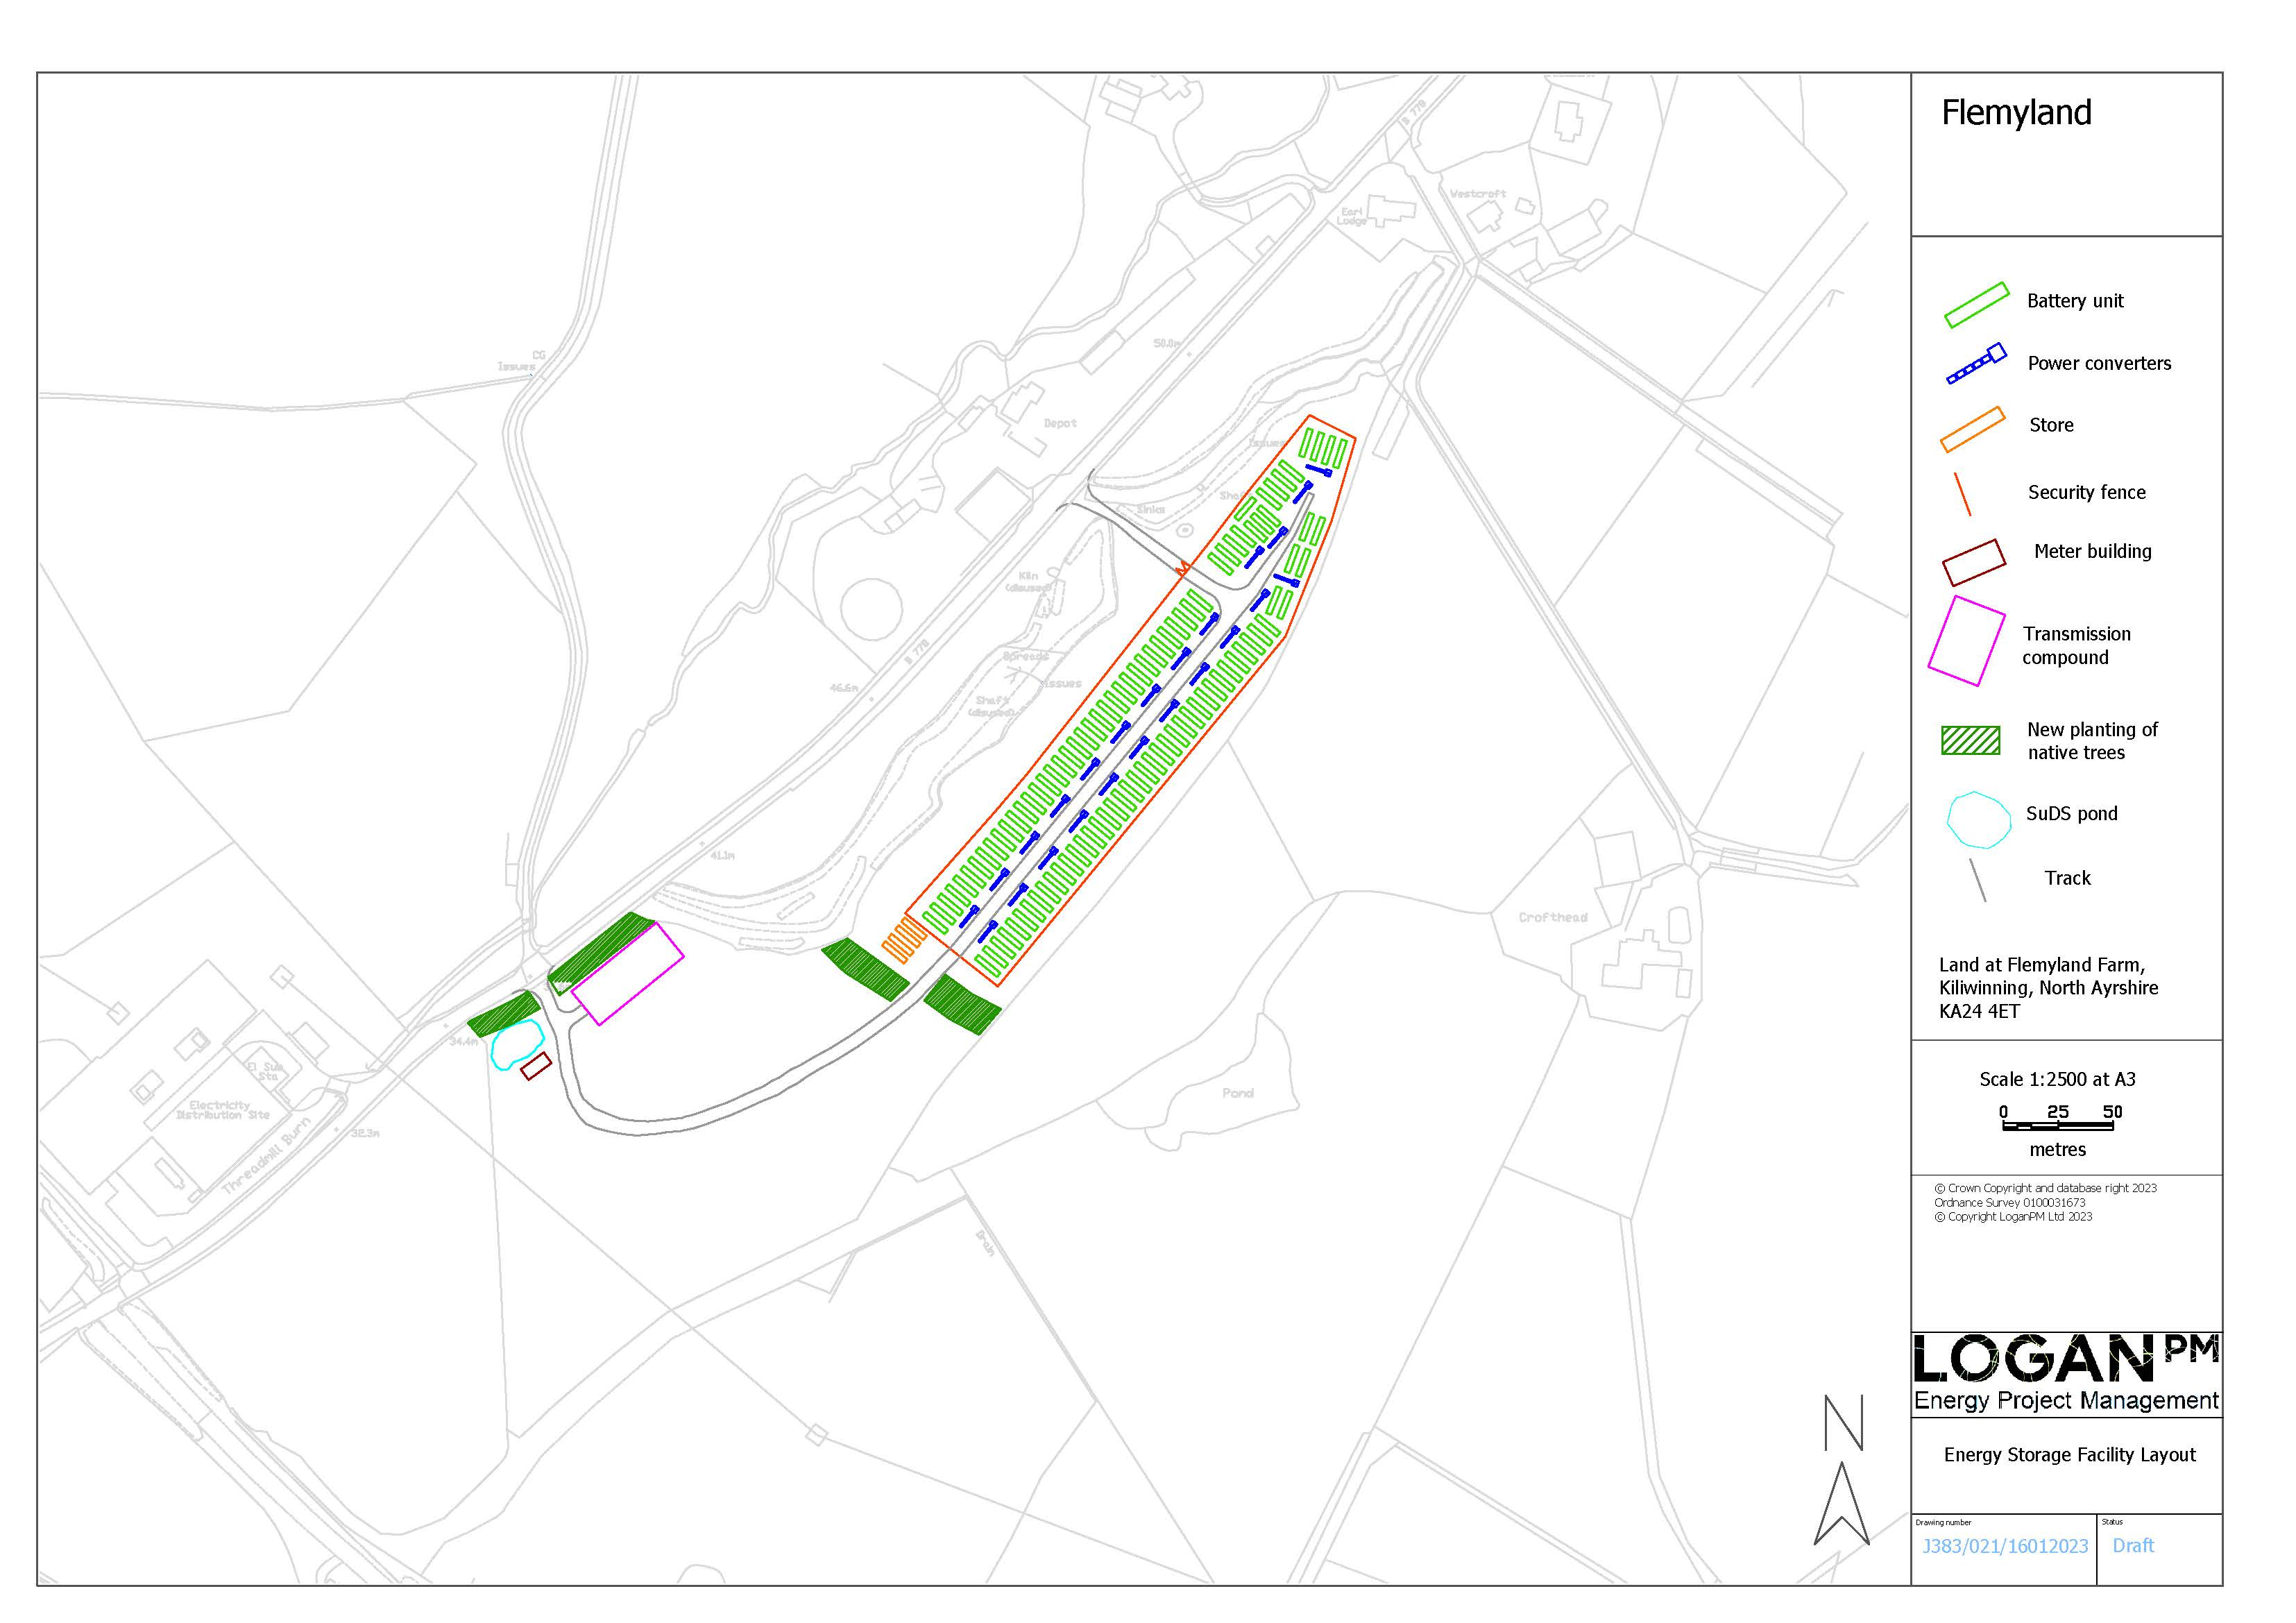 Flemyland
Battery unit
Power converters
Store
Security fence
Meter building
Transmission
compound
New planting of
native trees
SuDS pond
Track
Land at Flemyland Farm,
Kiliwinning, North Ayrshire
KA24 4ET
Scale 1:2500 at A3
0 25 50
metres
© Crown Copyright and database right 2023
Ordnance Survey 0100031673
© Copyright LoganPM Ltd 2023
LOGAN PM
Energy Project Management
Energy Storage Facility Layout
Drawing number
J383/021/16012023
Status
Draft
N
B 778
Westcroft
Earl
Lodge
50.0m
CG
Issues
Depot
Issues
Sinks
Kiln
(disused)
B 778
Spreads
Issues
46.6m
Shaft
(disused)
41.1m
Crofthead
34.4m
El Sub
Sta
Electricity
Distribution Site
Threadmill Burn
32.3m
Pond
Drain